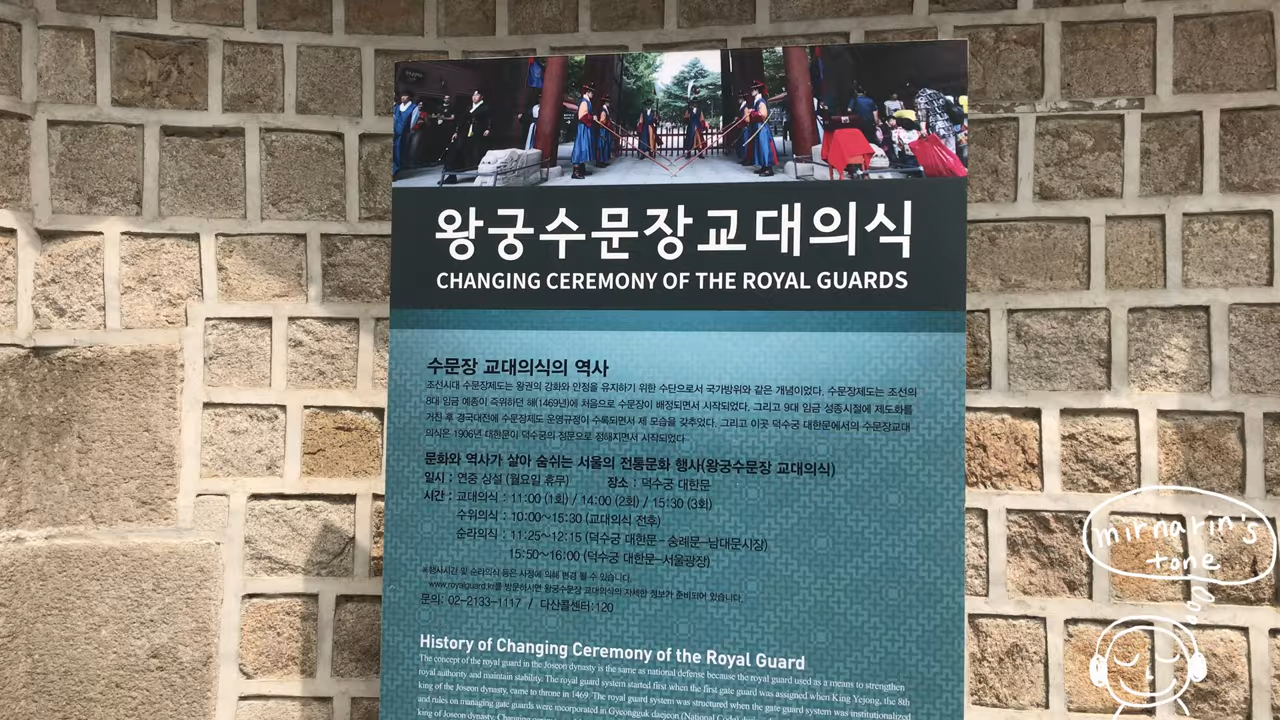 왕궁수문장교대의식
CHANGING CEREMONY OF THE ROYAL GUARDS
수문장 교대의식의 역사
조선시대 수문장제도는 왕권의 강화와 안정을 유지하기 위한 수단으로서 국가방위와 같은 개념이었다. 수문장제도는 조선의
8대 임금 예종이 즉위하던 해(1469년)에 처음으로 수문장이 배정되면서 시작되었다. 그리고 9대 임금 성종시절에 제도화를
거친 후 경국대전에 수문장제도 운영규정이 수록되면서 제 모습을 갖추었다. 그리고 이곳 덕수궁 대한문에서의 수문장교대
의식은 1906년 대한문이 덕수궁의 정문으로 정해지면서 시작되었다.
문화와 역사가 살아 숨쉬는 서울의 전통문화 행사(왕궁수문장 교대의식)
일시 : 연중 상설 (월요일 휴무) 장소 : 덕수궁 대한문
시간 : 교대의식 : 11:00 (1회) / 14:00 (2회) / 15:30 (3회)
수위의식 : 10:00~15:30 (교대의식 전후)
순라의식 : 11:25~12:15 (덕수궁 대한문- 숭례문-남대문시장)
15:50~16:00 (덕수궁 대한문-서울광장)
※행사시간 및 순라의식 등은 사정에 의해 변경 될 수 있습니다.
www.royalguard.kr를 방문하시면 왕궁수문장 교대의식의 자세한 정보가 준비되어 있습니다.
문의: 02-2133-1117 / 다산콜센터:120
History of Changing Ceremony of the Royal Guard
The concept of the royal guard in the Joseon dynasty is the same as national defense because the royal guard used as a means to strengthen
royal authority and maintain stability. The royal guard system started first when the first gate guard was assigned when King Yejong, the 8th
king of the Joseon dynasty, came to throne in 1469. The royal guard system was structured when the gate guard system was institutionalized
and rules on managing gate guards were incorporated in Gyeongguk daejeon (National Code)
king of Joseon dynasty. Changing
mirnarin's
tone